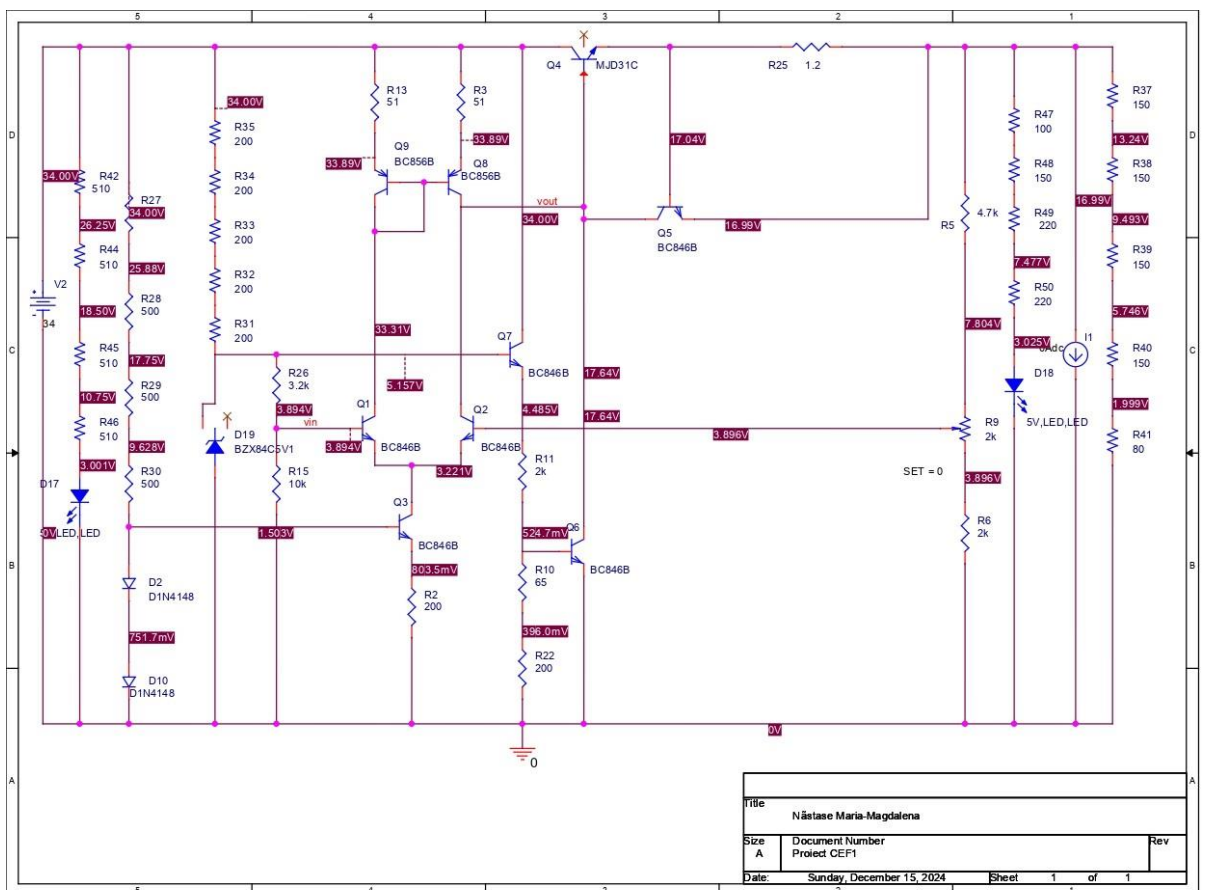 5 4 3 2 1
D
C
B
A
D
C
B
A
V2
34
34.00V
R42
510
26.25V
R44
510
18.50V
R45
510
10.75V
R46
510
3.001V
D17
LED,LED
R27
34.00V
25.88V
R28
500
17.75V
R29
500
9.628V
R30
500
D2
D1N4148
751.7mV
D10
D1N4148
34.00V
R35
200
R34
200
R33
200
R32
200
R31
200
D19
BZX84C5V1
R26
3.2k
3.894V
vin
3.894V
R15
10k
1.503V
R13
51
33.89V
Q9
BC856B
R3
51
33.89V
Q8
BC856B
33.31V
5.157V
Q1
BC846B
Q2
BC846B
3.221V
Q3
BC846B
803.5mV
R2
200
vout
34.00V
Q7
BC846B
4.485V
R11
2k
524.7mV
R10
65
396.0mV
R22
200
0
Q4
MJD31C
17.04V
Q5
BC846B
16.99V
17.64V
17.64V
Q6
BC846B
R25
1.2
3.896V
0V
R5
4.7k
7.804V
R9
2k
SET = 0
3.896V
R6
2k
R47
100
R48
150
R49
220
7.477V
R50
220
3.025V
D18
5V,LED,LED
16.99V
I1
R37
150
13.24V
R38
150
9.493V
R39
150
5.746V
R40
150
1.999V
R41
80
Title
Năstase Maria-Magdalena
Size
A
Document Number
Proiect CEF1
Rev
Date:
Sunday, December 15, 2024
Sheet 1 of 1
5 4 3 2 1